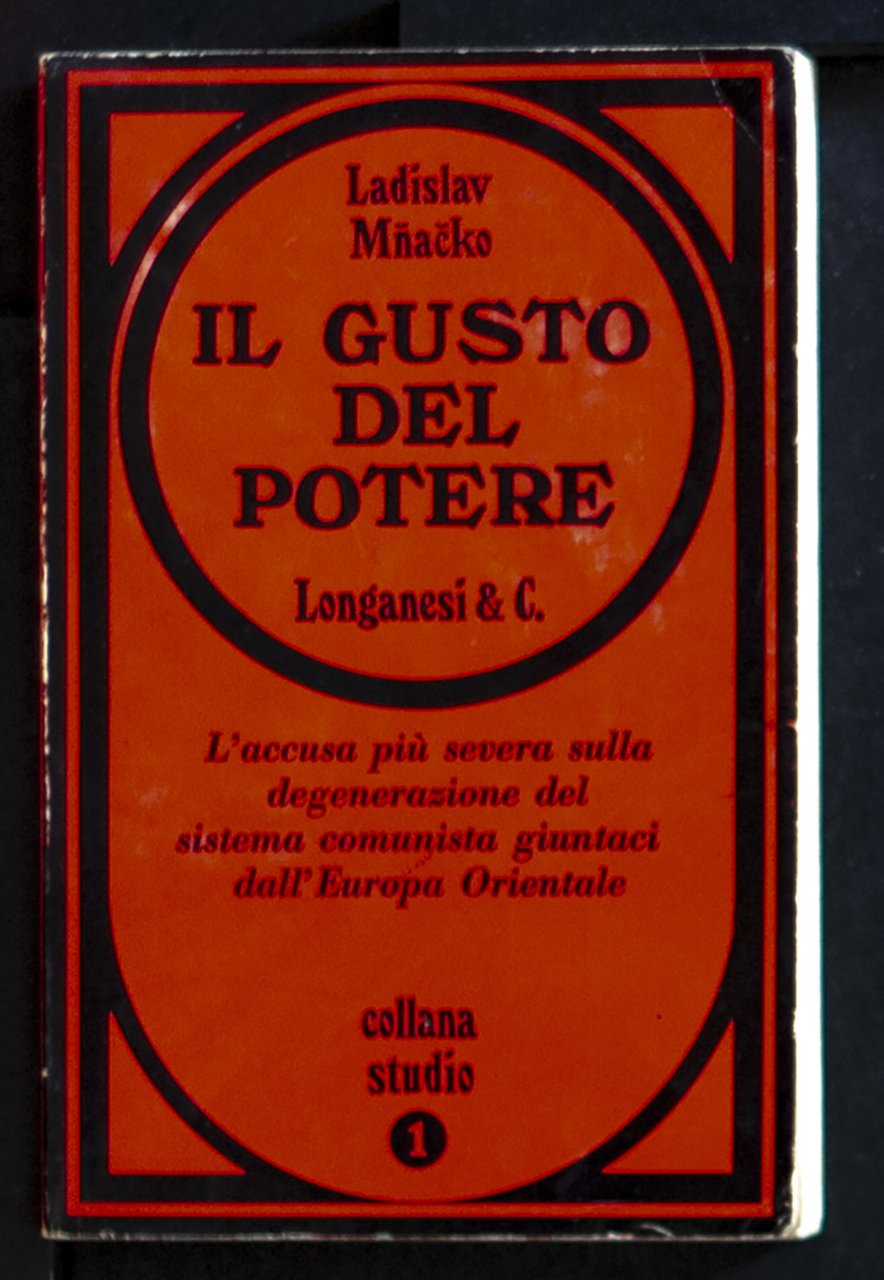 Ladislav
Mňačko
IL GUSTO
DEL
POTERE
Longanesi & C.
L'accusa più severa sulla
degenerazione del
sistema comunista giuntaci
dall'Europa Orientale
collana
studio
1